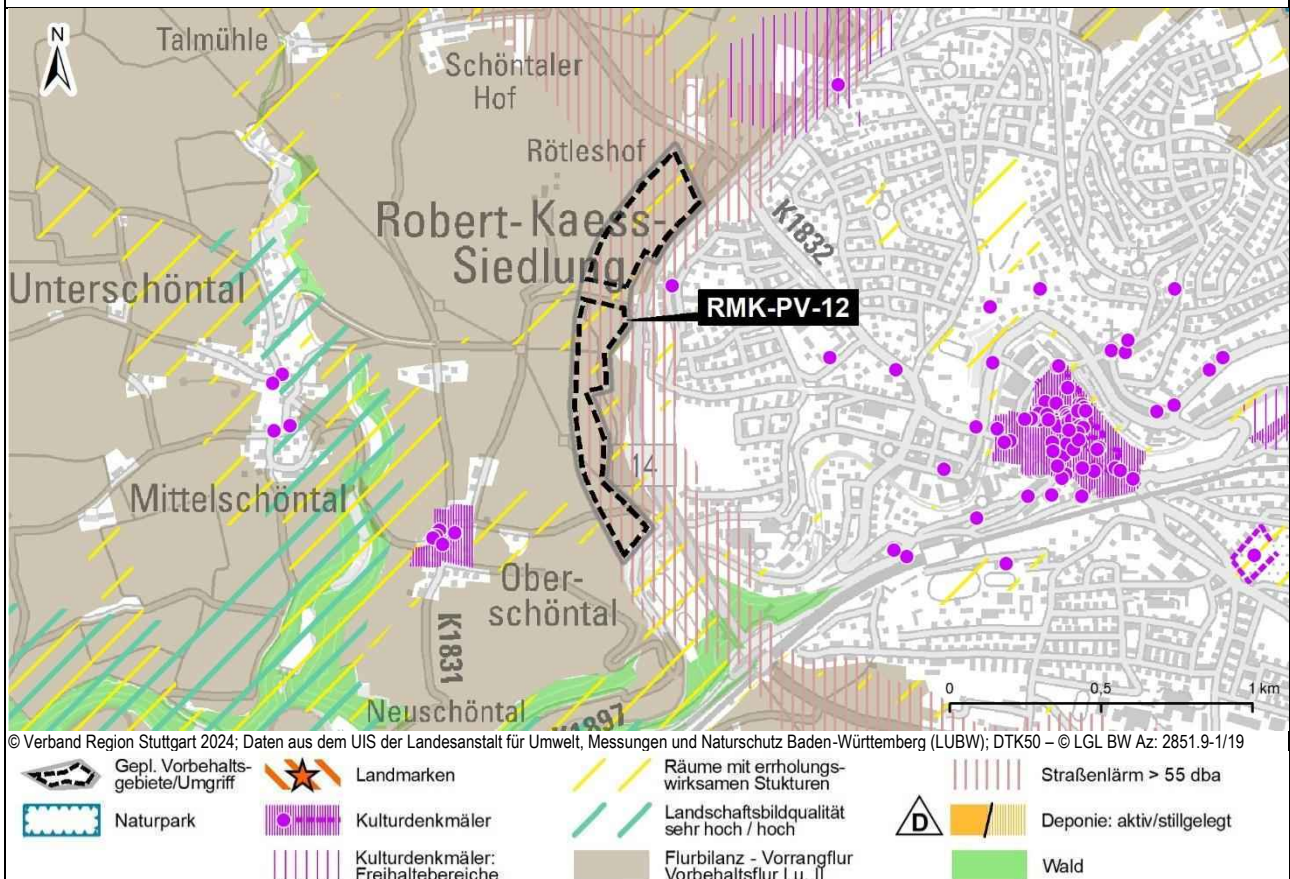 N
Talmühle
Schöntaler
Hof
Rötleshof
Robert-Kaess-
Siedlung
K1832
Unterschöntal
RMK-PV-12
14
Mittelschöntal
Ober-
schöntal
K1831
Neuschöntal
K1897
0 0,5 1 km
© Verband Region Stuttgart 2024; Daten aus dem UIS der Landesanstalt für Umwelt, Messungen und Naturschutz Baden-Württemberg (LUBW); DTK50 – © LGL BW Az: 2851.9-1/19
Gepl. Vorbehalts-
gebiete/Umgriff
Landmarken
Räume mit errholungs-
wirksamen Stukturen
Straßenlärm > 55 dba
Naturpark
Kulturdenkmäler
Landschaftsbildqualität
sehr hoch / hoch
D
Deponie: aktiv/stillgelegt
Kulturdenkmäler:
Freihaltebereiche
Flurbilanz - Vorrangflur
Vorbehaltsflur I u. II
Wald